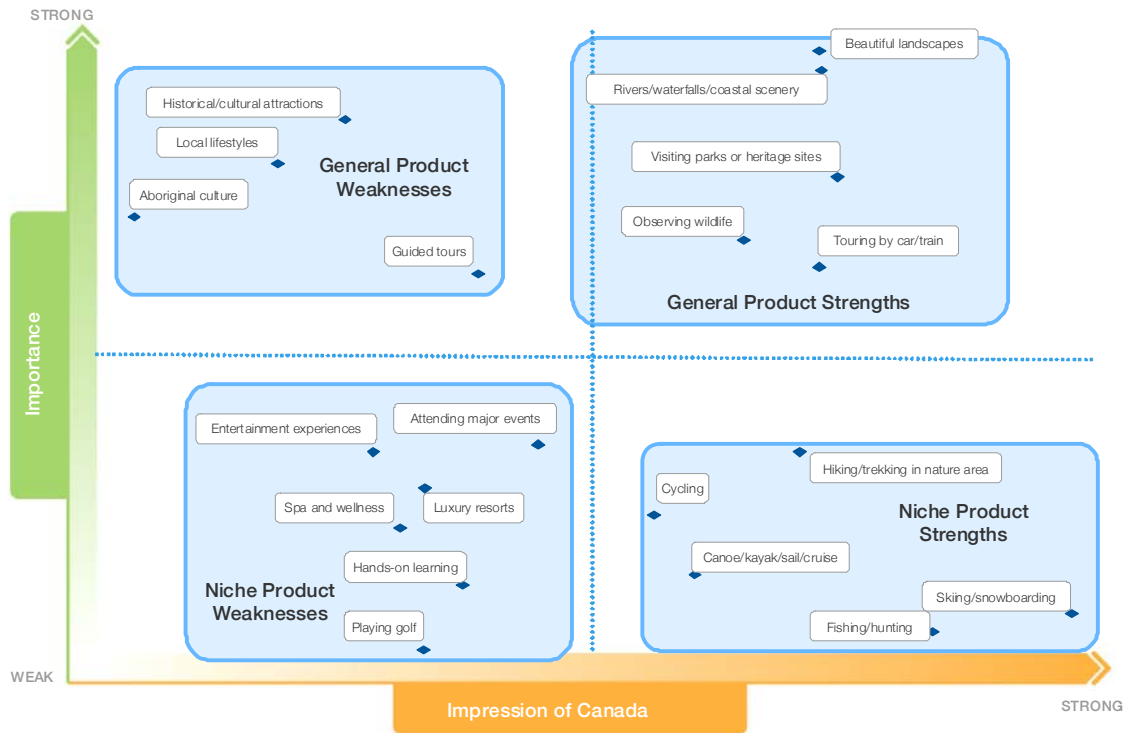 STRONG
Beautiful landscapes
Rivers/waterfalls/coastal scenery
Historical/cultural attractions
Local lifestyles
General Product
Weaknesses
Visiting parks or heritage sites
Aboriginal culture
Observing wildlife
Touring by car/train
Guided tours
General Product Strengths
Importance
Entertainment experiences
Attending major events
Hiking/trekking in nature area
Cycling
Spa and wellness
Luxury resorts
Niche Product
Strengths
Canoe/kayak/sail/cruise
Hands-on learning
Niche Product
Weaknesses
Skiing/snowboarding
Playing golf
Fishing/hunting
WEAK
Impression of Canada
STRONG